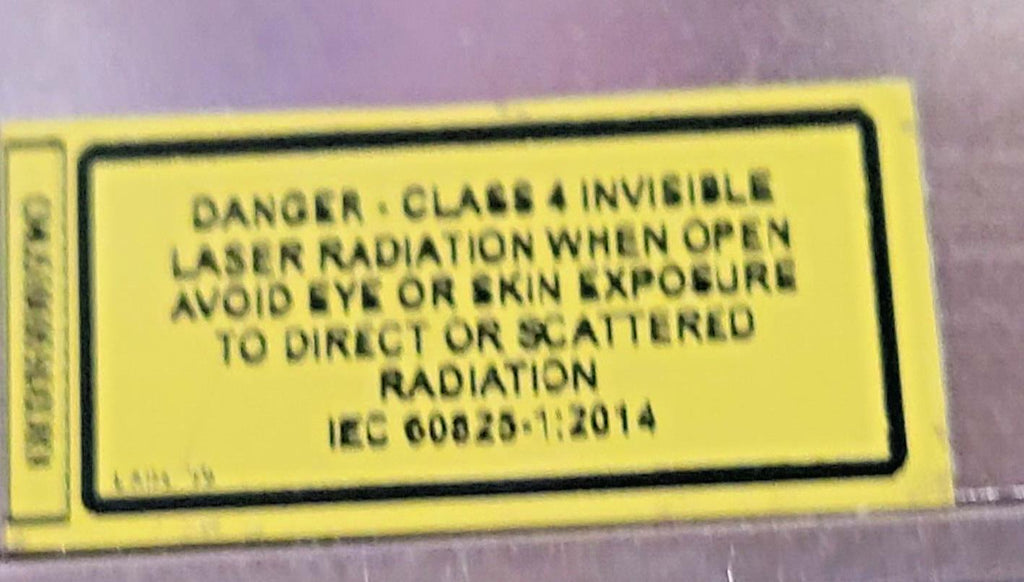 DANGER - CLASS 4 INVISIBLE
LASER RADIATION WHEN OPEN
AVOID EYE OR SKIN EXPOSURE
TO DIRECT OR SCATTERED
RADIATION
IEC 60825-1:2014